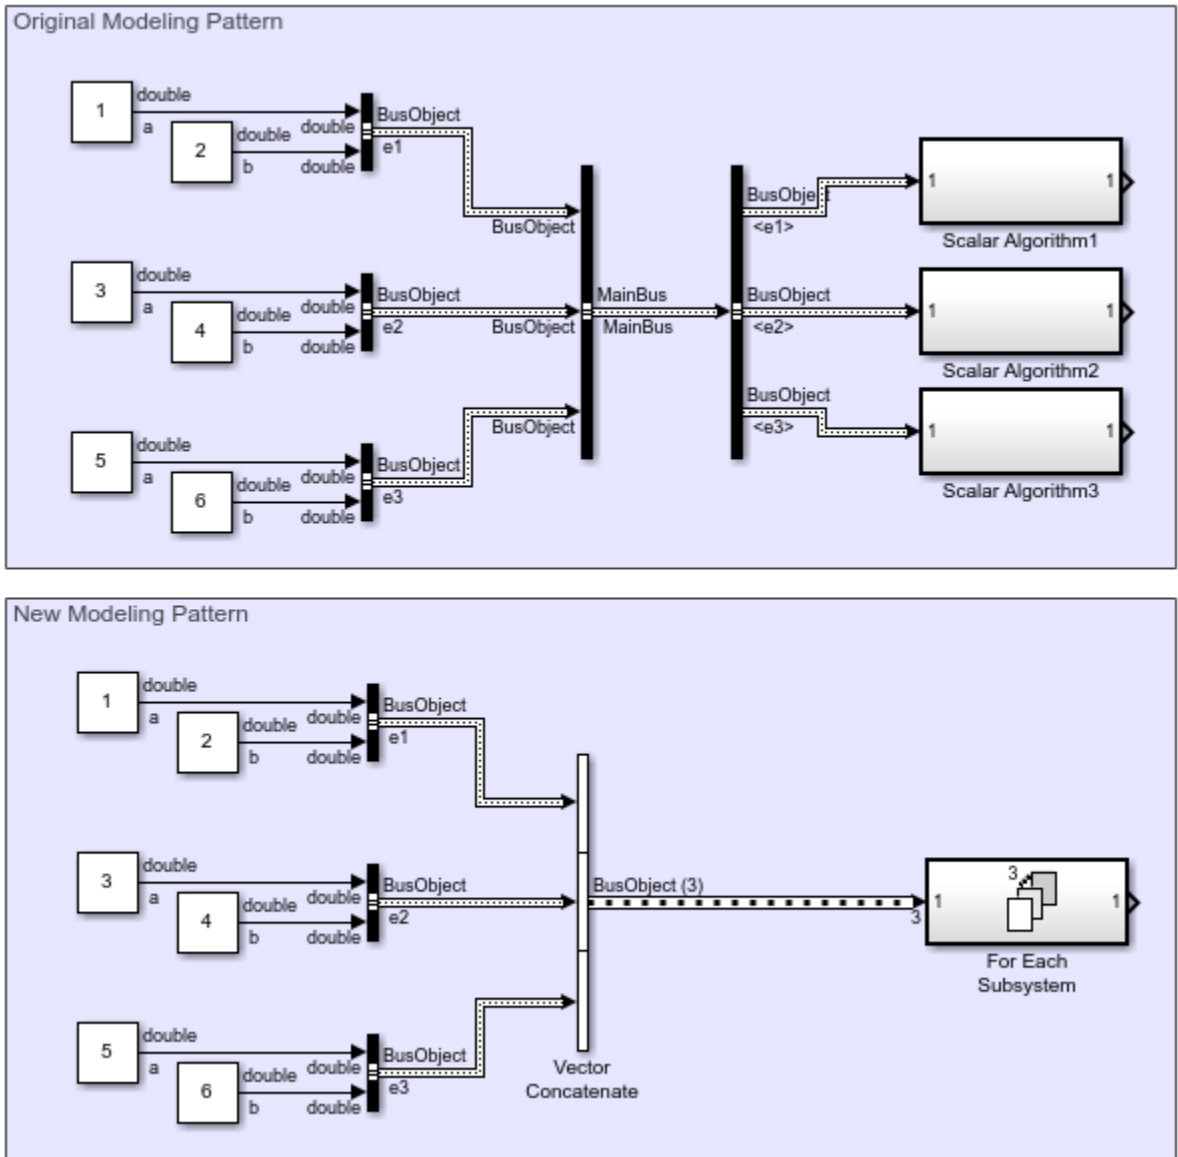 Original Modeling Pattern
1
double
a
2
double
b
double
double
BusObject
e1
BusObject
3
double
a
4
double
b
double
double
BusObject
e2
BusObject
5
double
a
6
double
b
double
double
BusObject
e3
BusObject
MainBus
MainBus
BusObject
<e1>
1
1
Scalar Algorithm1
BusObject
<e2>
1
1
Scalar Algorithm2
BusObject
<e3>
1
1
Scalar Algorithm3
New Modeling Pattern
1
double
a
2
double
b
double
double
BusObject
e1
3
double
a
4
double
b
double
double
BusObject
e2
5
double
a
6
double
b
double
double
BusObject
e3
Vector
Concatenate
BusObject (3)
3
1
3
1
For Each
Subsystem